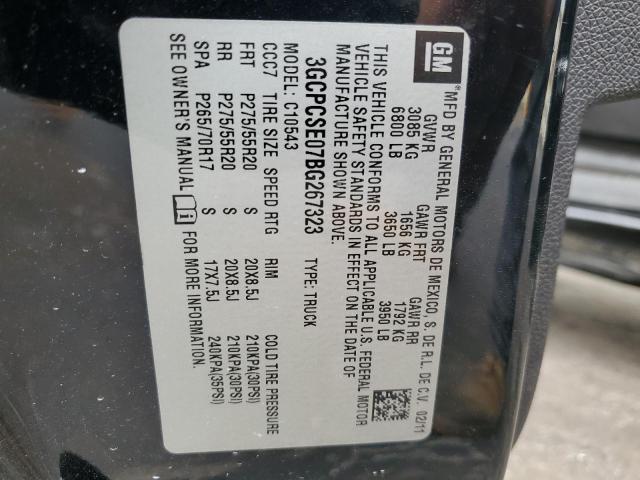 GM
®MFD BY GENERAL MOTORS DE MEXICO, S. DE R.L. DE C.V. 02/11
GVWR GAWR FRT GAWR RR
3085 KG 1656 KG 1792 KG
6800 LB 3650 LB 3950 LB
THIS VEHICLE CONFORMS TO ALL APPLICABLE U.S. FEDERAL MOTOR
VEHICLE SAFETY STANDARDS IN EFFECT ON THE DATE OF
MANUFACTURE SHOWN ABOVE.
3GCPCSE07BG267323 TYPE: TRUCK
MODEL: C10543
CCC7 TIRE SIZE SPEED RTG RIM COLD TIRE PRESSURE
FRT P275/55R20 S 20X8.5J 210KPA(30PSI)
RR P275/55R20 S 20X8.5J 210KPA(30PSI)
SPA P265/70R17 S 17X7.5J 240KPA(35PSI)
SEE OWNER'S MANUAL FOR MORE INFORMATION.